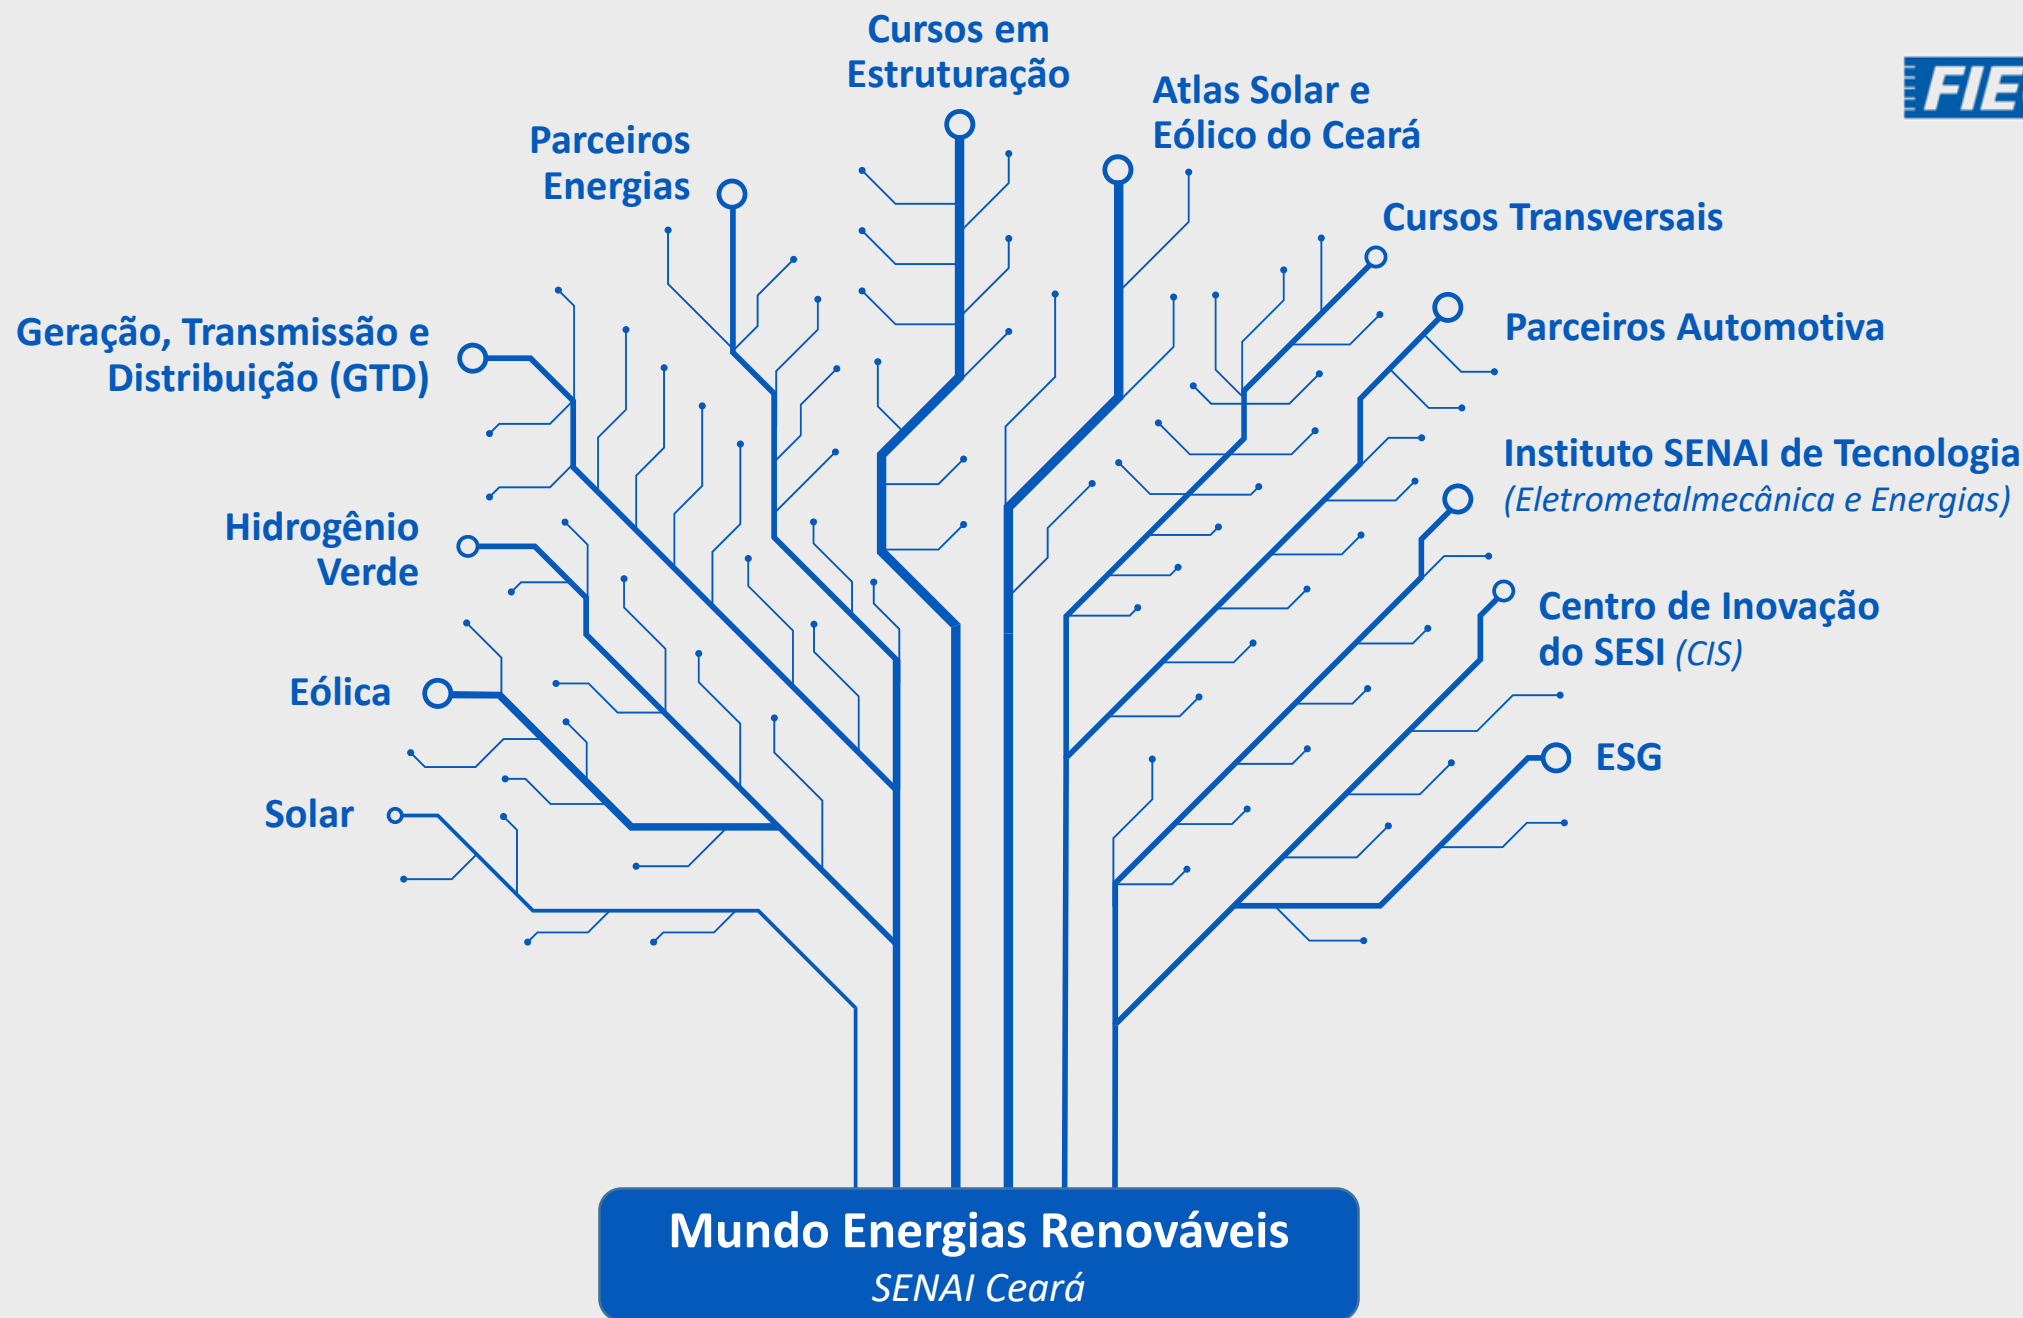 Cursos em
Estruturação
Atlas Solar e
Eólico do Ceará
Parceiros
Energias
Cursos Transversais
Geração, Transmissão e
Distribuição (GTD)
Parceiros Automotiva
Instituto SENAI de Tecnologia
(Eletrometalmecânica e Energias)
Hidrogênio
Verde
Centro de Inovação
do SESI (CIS)
Eólica
ESG
Solar
Mundo Energias Renováveis
SENAI Ceará